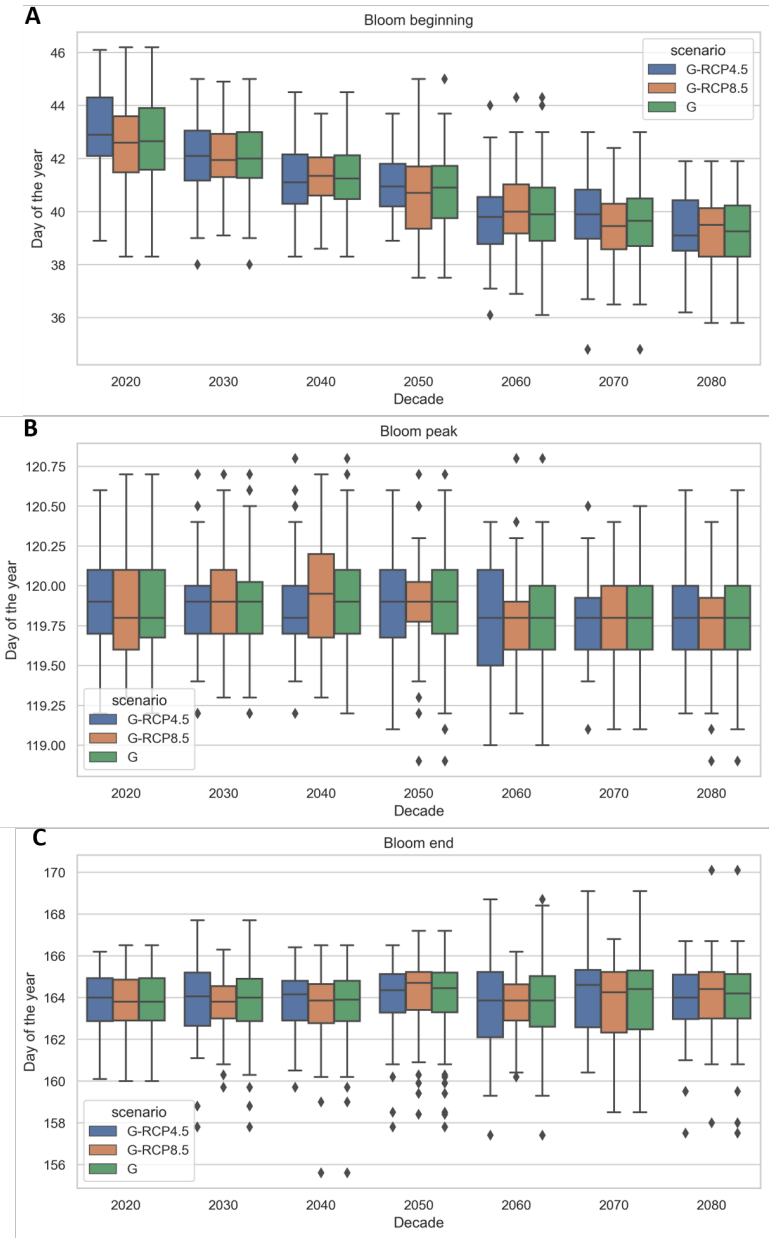 A
Bloom beginning
46
44
42
40
38
36
Day of the year
scenario
G-RCP4.5
G-RCP8.5
G
2020 2030 2040 2050 2060 2070 2080
Decade
B
Bloom peak
120.75
120.50
120.25
120.00
119.75
119.50
119.25
119.00
Day of the year
scenario
G-RCP4.5
G-RCP8.5
G
2020 2030 2040 2050 2060 2070 2080
Decade
C
Bloom end
170
168
166
164
162
160
158
156
Day of the year
scenario
G-RCP4.5
G-RCP8.5
G
2020 2030 2040 2050 2060 2070 2080
Decade